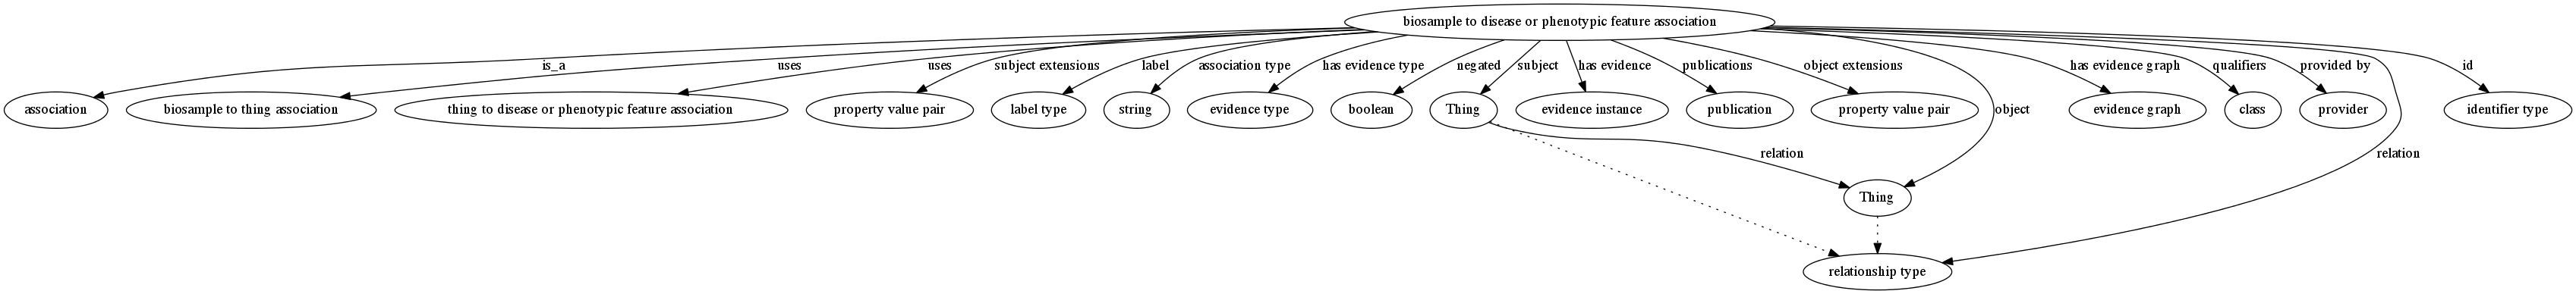 biosample to disease or phenotypic feature association
is_a
uses
uses
subject extensions
label
association type
has evidence type
negated
subject
has evidence
publications
object extensions
has evidence graph
qualifiers
provided by
id
association
biosample to thing association
thing to disease or phenotypic feature association
property value pair
label type
string
evidence type
boolean
Thing
evidence instance
publication
property value pair
object
evidence graph
class
provider
identifier type
relation
relation
Thing
relationship type